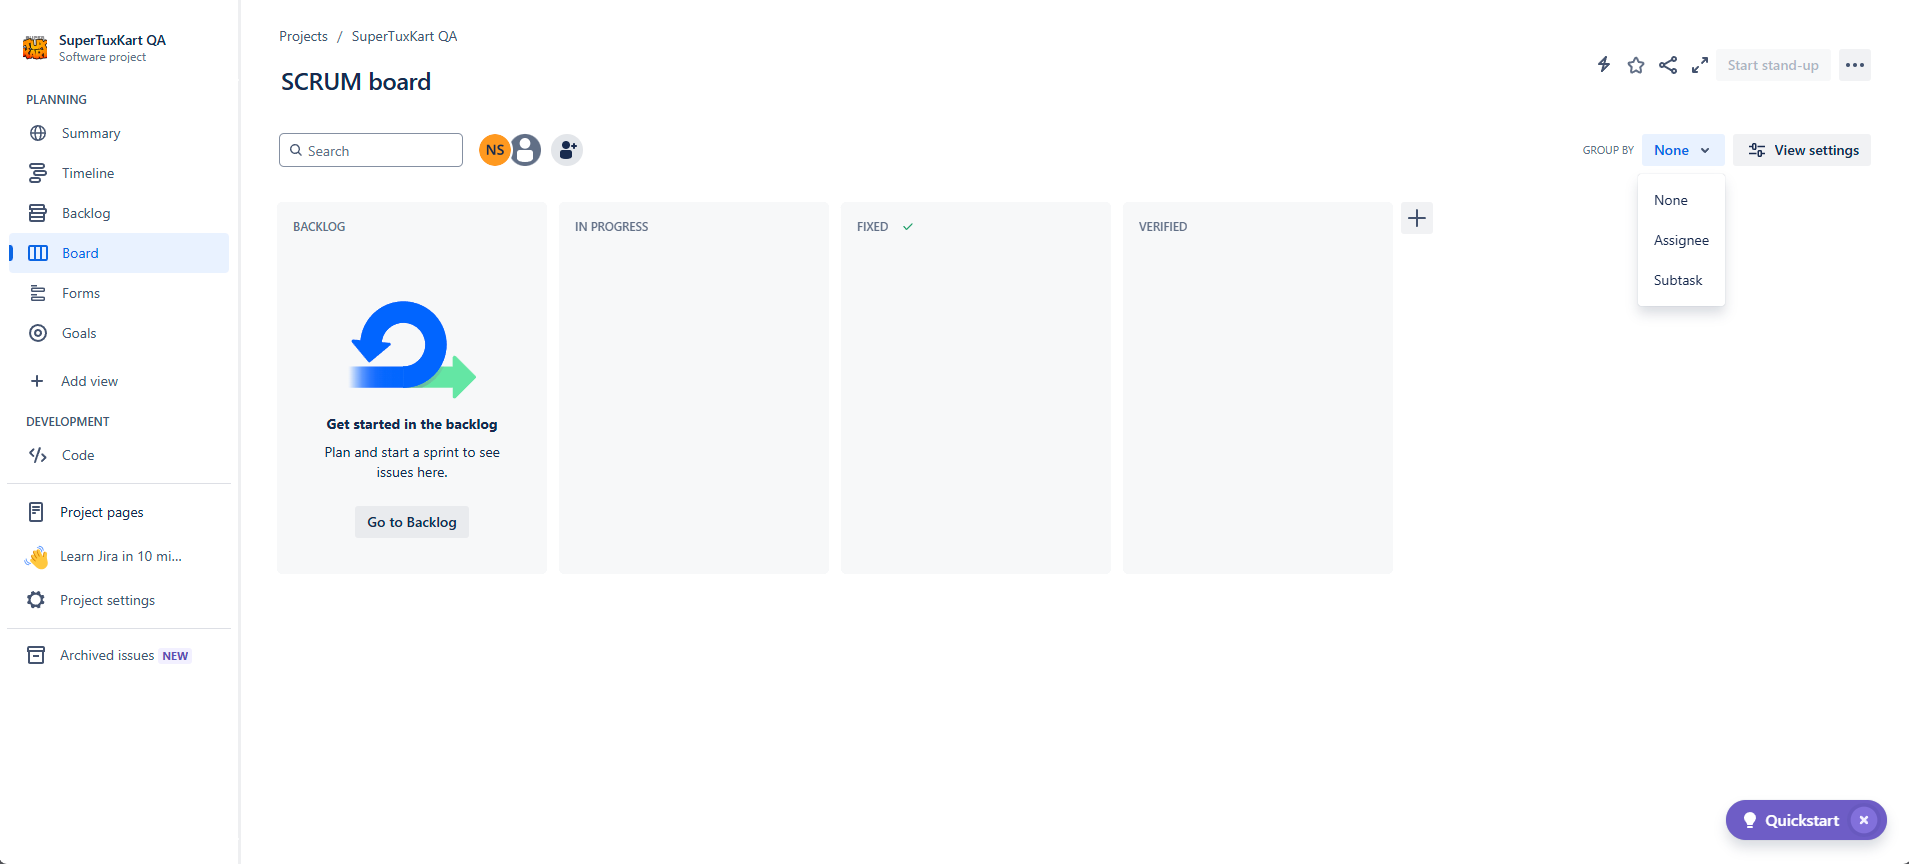 SuperTuxKart QA
Software project
PLANNING
Summary
Timeline
Backlog
Board
Forms
Goals
Add view
DEVELOPMENT
Code
Project pages
Learn Jira in 10 mi...
Project settings
Archived issues NEW
Projects / SuperTuxKart QA
SCRUM board
Start stand-up
Search
NS
GROUP BY
None
View settings
None
Assignee
Subtask
BACKLOG
IN PROGRESS
FIXED
VERIFIED
Get started in the backlog
Plan and start a sprint to see
issues here.
Go to Backlog
Quickstart